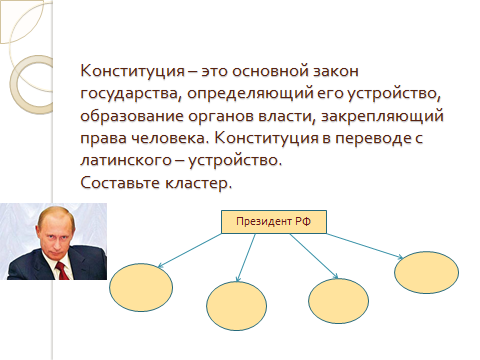 Конституция – это основной закон
государства, определяющий его устройство,
образование органов власти, закрепляющий
права человека. Конституция в переводе с
латинского – устройство.
Составьте кластер.
Президент РФ